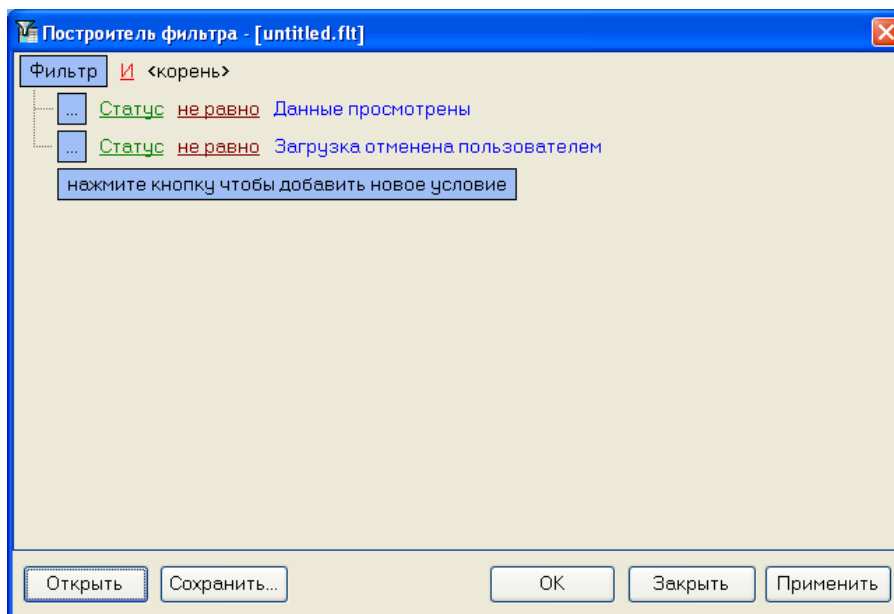 Построитель фильтра - [untitled.flt]
Фильтр И <корень>
... Статус не равно Данные просмотрены
... Статус не равно Загрузка отменена пользователем
нажмите кнопку чтобы добавить новое условие
Открыть Сохранить... OK Закрыть Применить